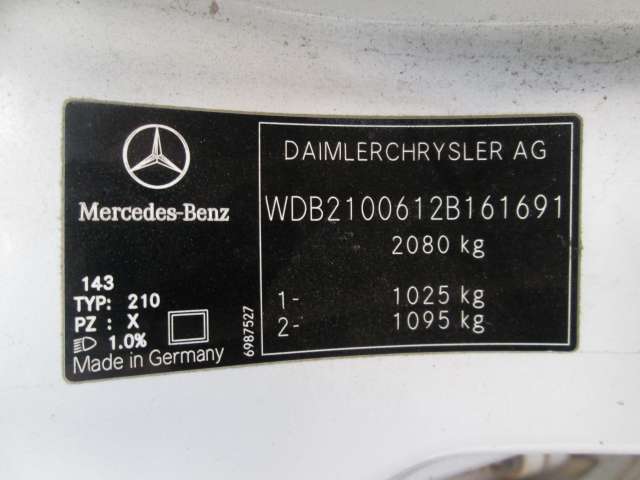 Mercedes-Benz
143
TYP: 210
PZ : X
1.0%
Made in Germany
6987527
DAIMLERCHRYSLER AG
WDB2100612B161691
2080 kg
1- 1025 kg
2- 1095 kg